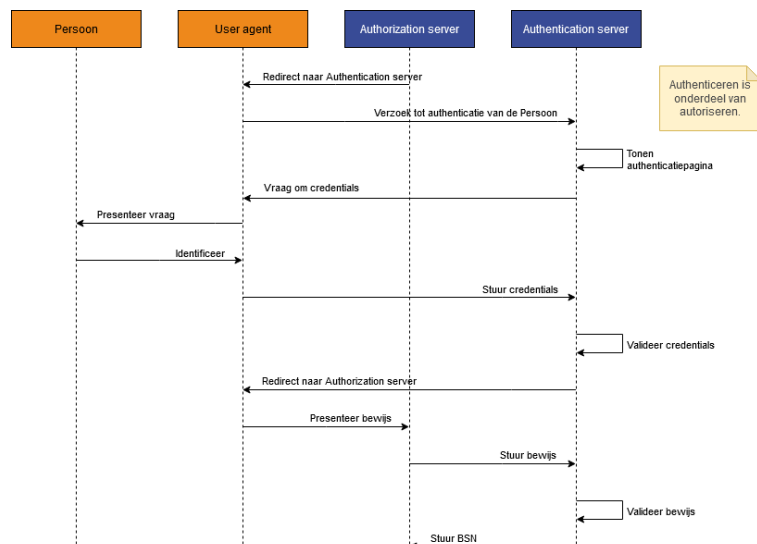 Persoon
User agent
Authorization server
Authentication server
Redirect naar Authentication server
Authenticeren is
onderdeel van
autoriseren.
Verzoek tot authenticatie van de Persoon
Tonen
authenticatiepagina
Vraag om credentials
Presenteer vraag
Identificeer
Stuur credentials
Valideer credentials
Redirect naar Authorization server
Presenteer bewijs
Stuur bewijs
Valideer bewijs
Stuur BSN